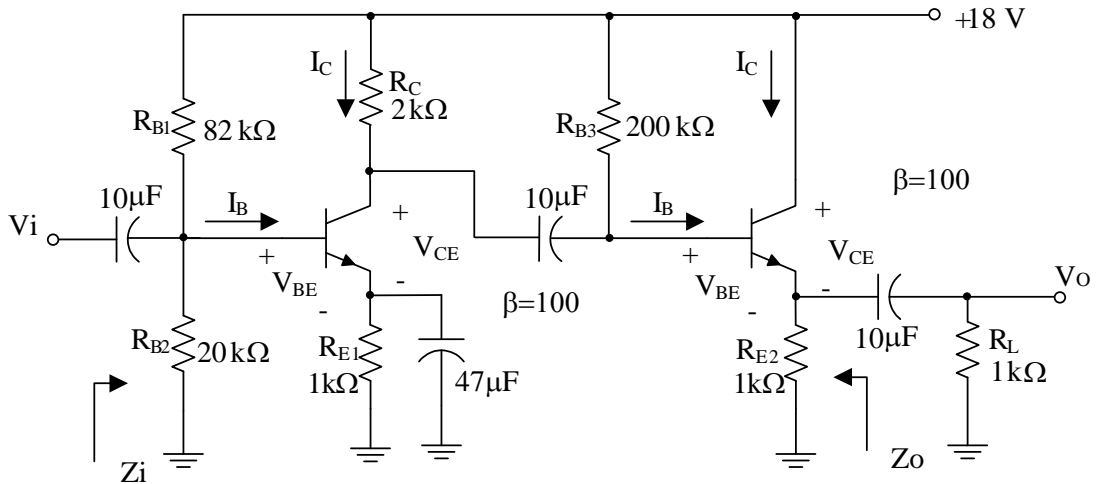 +18 V
I_C
R_C
2 kΩ
I_C
R_B1
82 kΩ
R_B3
200 kΩ
β=100
10μF
10μF
Vi
I_B
I_B
+
+
V_CE
V_CE
+
+
V_BE
V_BE
-
-
-
-
Vo
β=100
10μF
R_B2
20 kΩ
R_E1
1kΩ
47μF
R_E2
1kΩ
R_L
1kΩ
Zi
Zo